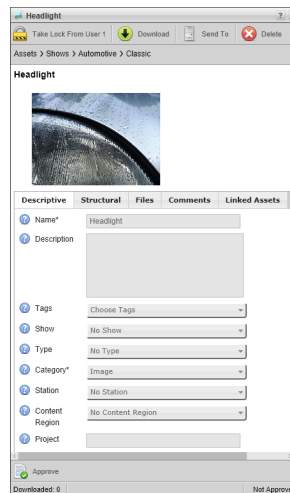 Headlight ?
Take Lock From User 1 Download Send To Delete
Assets > Shows > Automotive > Classic
Headlight
Descriptive Structural Files Comments Linked Assets
? Name* Headlight
? Description
? Tags Choose Tags
? Show No Show
? Type No Type
? Category* Image
? Station No Station
? Content Region No Content Region
? Project
Approve
Downloaded: 0 Not Approve